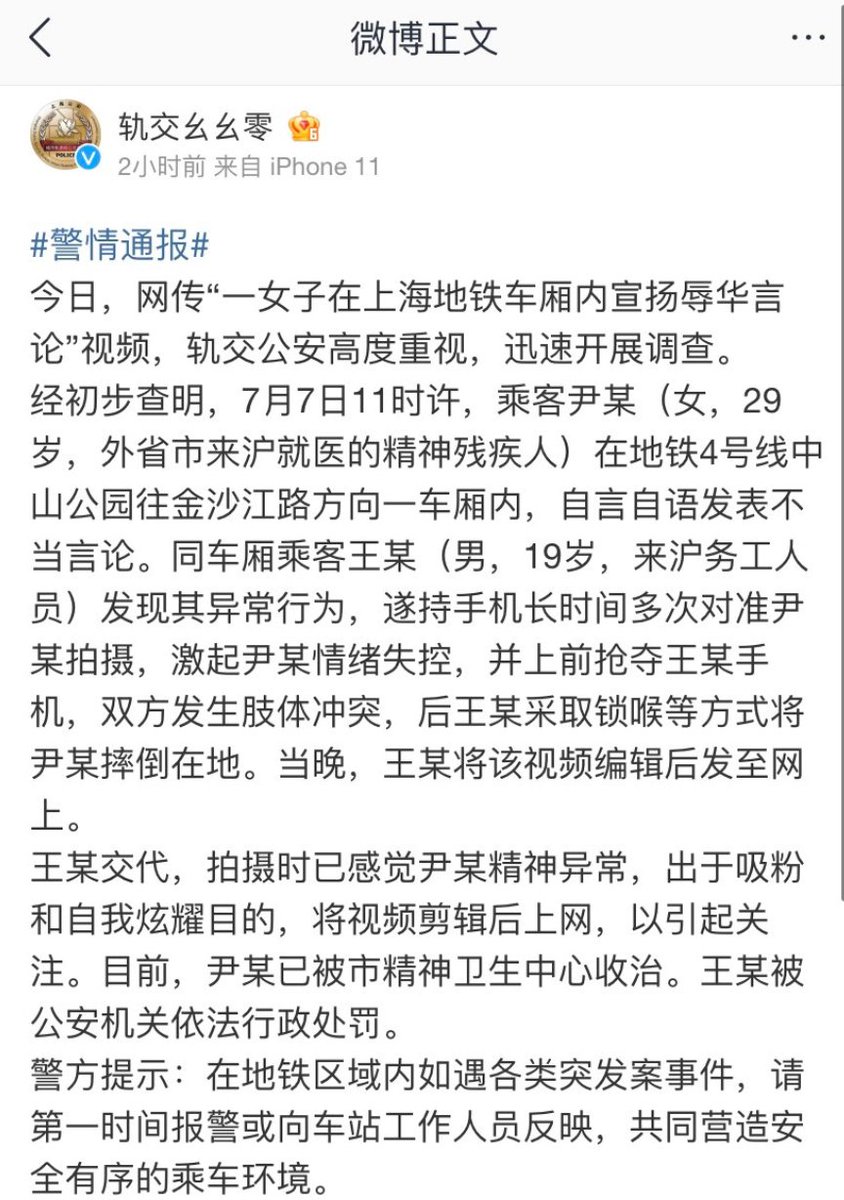 微博正文
轨交幺幺零
6
POLICE
2小时前 来自 iPhone 11
#警情通报#
今日，网传“一女子在上海地铁车厢内宣扬辱华言
论”视频，轨交公安高度重视，迅速开展调查。
经初步查明，7月7日11时许，乘客尹某（女，29
岁，外省市来沪就医的精神残疾人）在地铁4号线中
山公园往金沙江路方向一车厢内，自言自语发表不
当言论。同车厢乘客王某（男，19岁，来沪务工人
员）发现其异常行为，遂持手机长时间多次对准尹
某拍摄，激起尹某情绪失控，并上前抢夺王某手
机，双方发生肢体冲突，后王某采取锁喉等方式将
尹某摔倒在地。当晚，王某将该视频编辑后发至网
上。
王某交代，拍摄时已感觉尹某精神异常，出于吸粉
和自我炫耀目的，将视频剪辑后上网，以引起关
注。目前，尹某已被市精神卫生中心收治。王某被
公安机关依法行政处罚。
警方提示：在地铁区域内如遇各类突发案事件，请
第一时间报警或向车站工作人员反映，共同营造安
全有序的乘车环境。